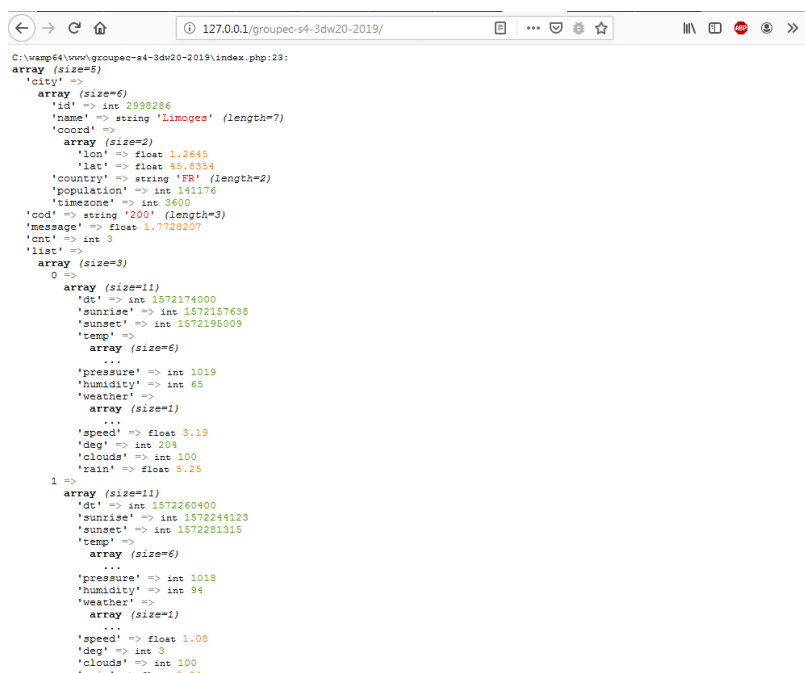 127.0.0.1/groupec-s4-3dw20-2019/
ABP
C:\wamp64\www\groupec-s4-3dw20-2019\index.php:23:
array (size=5)
'city' =>
array (size=6)
'id' => int 2998286
'name' => string 'Limoges' (length=7)
'coord' =>
array (size=2)
'lon' => float 1.2645
'lat' => float 45.8354
'country' => string 'FR' (length=2)
'population' => int 141176
'timezone' => int 3600
'cod' => string '200' (length=3)
'message' => float 1.7728207
'cnt' => int 3
'list' =>
array (size=3)
0 =>
array (size=11)
'dt' => int 1572174000
'sunrise' => int 1572157638
'sunset' => int 1572195009
'temp' =>
array (size=6)
...
'pressure' => int 1019
'humidity' => int 65
'weather' =>
array (size=1)
...
'speed' => float 3.19
'deg' => int 204
'clouds' => int 100
'rain' => float 5.25
1 =>
array (size=11)
'dt' => int 1572260400
'sunrise' => int 1572244123
'sunset' => int 1572281315
'temp' =>
array (size=6)
...
'pressure' => int 1018
'humidity' => int 94
'weather' =>
array (size=1)
...
'speed' => float 1.08
'deg' => int 3
'clouds' => int 100